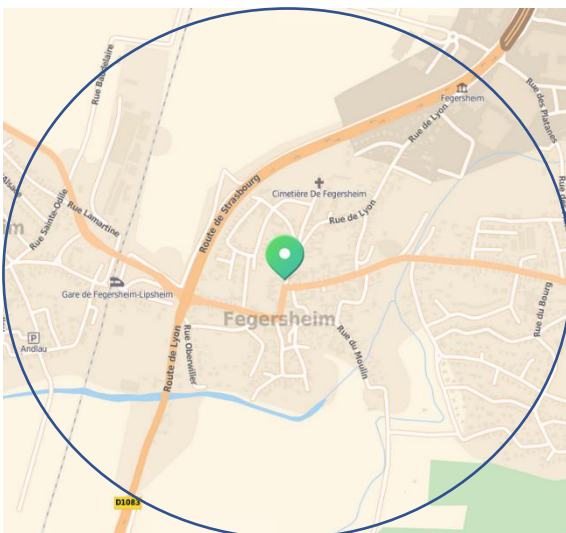 Rue Baudelaire
Fegersheim
Rue des Platanes
Rue de Lyon
Cimetière De Fegersheim
Rue de Lyon
Route de Strasbourg
Rue Sainte-Odile
Rue Lamartine
Gare de Fegersheim-Lipsheim
Fegersheim
Rue du Bourg
P
Andlau
Route de Lyon
Rue Oberwiller
Rue du Moulin
D1083